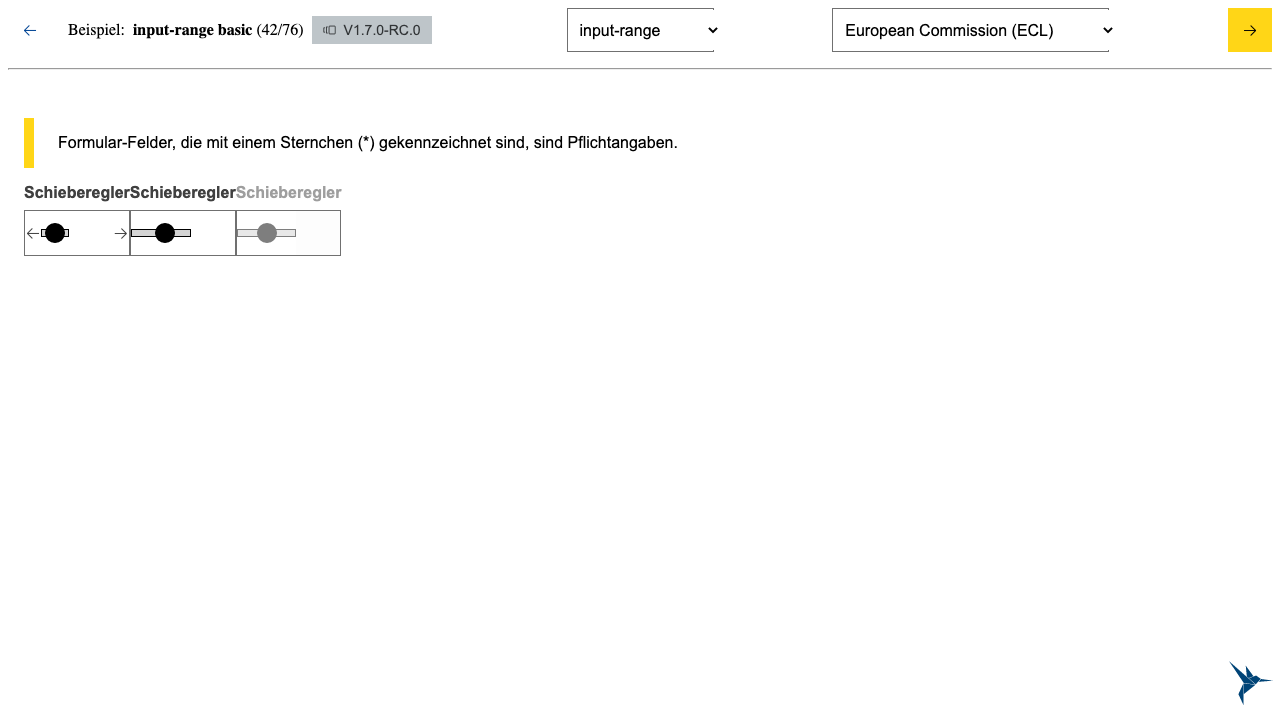 Beispiel: input-range basic (42/76) V1.7.0-RC.0 input-range European Commission (ECL)
Formular-Felder, die mit einem Sternchen (*) gekennzeichnet sind, sind Pflichtangaben.
Schieberegler Schieberegler Schieberegler